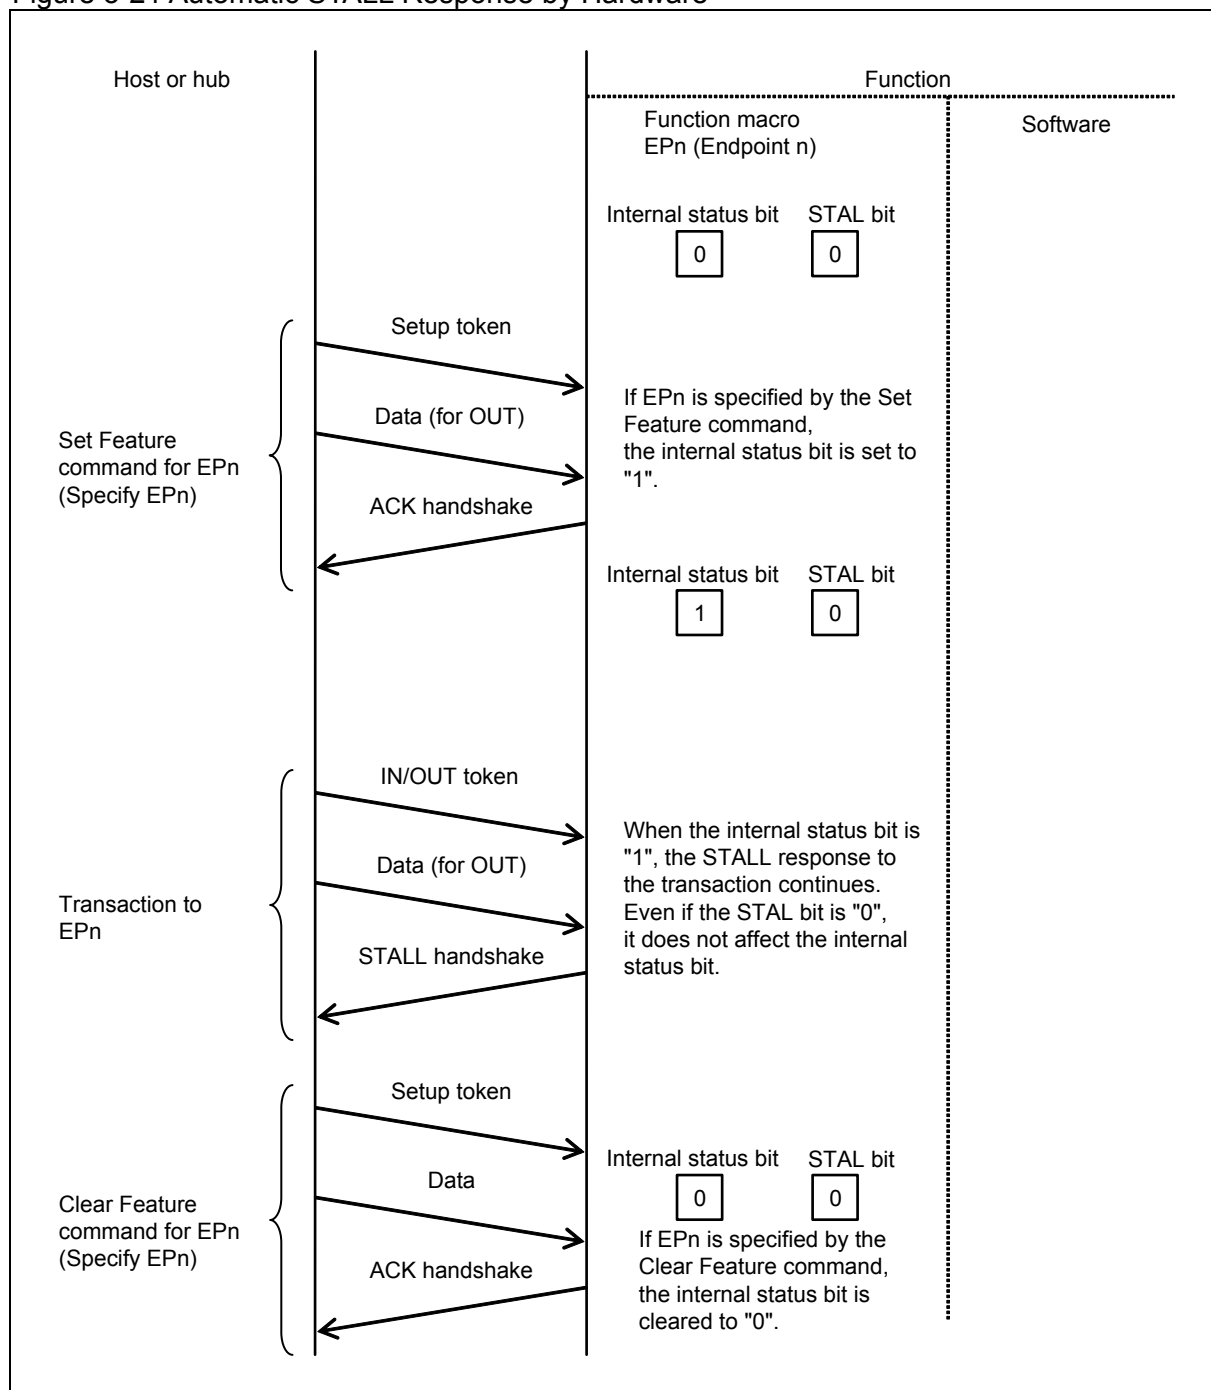 Figure 3-21 Automatic STALL Response by Hardware
Host or hub
Function
Function macro
EPn (Endpoint n)
Software
Internal status bit STAL bit
0 0
Setup token
Data (for OUT)
ACK handshake
Set Feature
command for EPn
(Specify EPn)
If EPn is specified by the Set
Feature command,
the internal status bit is set to
"1".
Internal status bit STAL bit
1 0
IN/OUT token
Data (for OUT)
STALL handshake
Transaction to
EPn
When the internal status bit is
"1", the STALL response to
the transaction continues.
Even if the STAL bit is "0",
it does not affect the internal
status bit.
Setup token
Data
ACK handshake
Clear Feature
command for EPn
(Specify EPn)
Internal status bit STAL bit
0 0
If EPn is specified by the
Clear Feature command,
the internal status bit is
cleared to "0".